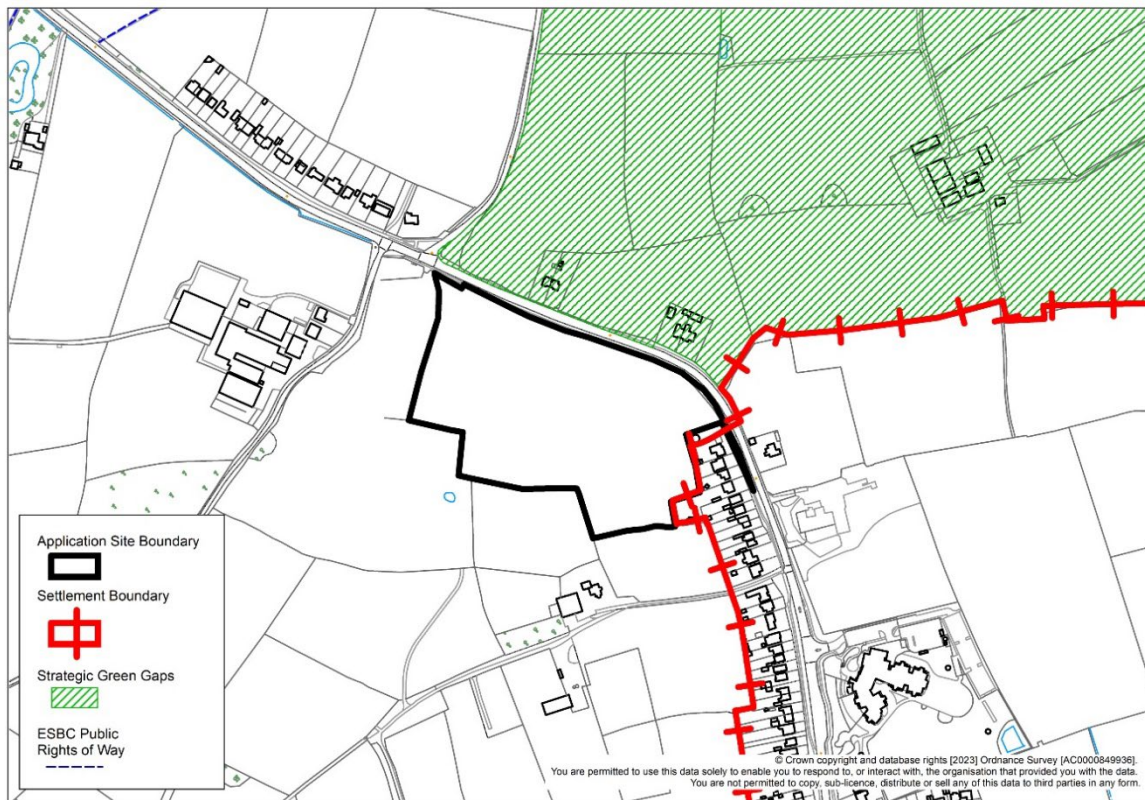 Application Site Boundary
Settlement Boundary
Strategic Green Gaps
ESBC Public
Rights of Way
© Crown copyright and database rights [2023] Ordnance Survey [AC0000849936].
You are permitted to use this data solely to enable you to respond to, or interact with, the organisation that provided you with the data.
You are not permitted to copy, sub-licence, distribute or sell any of this data to third parties in any form.